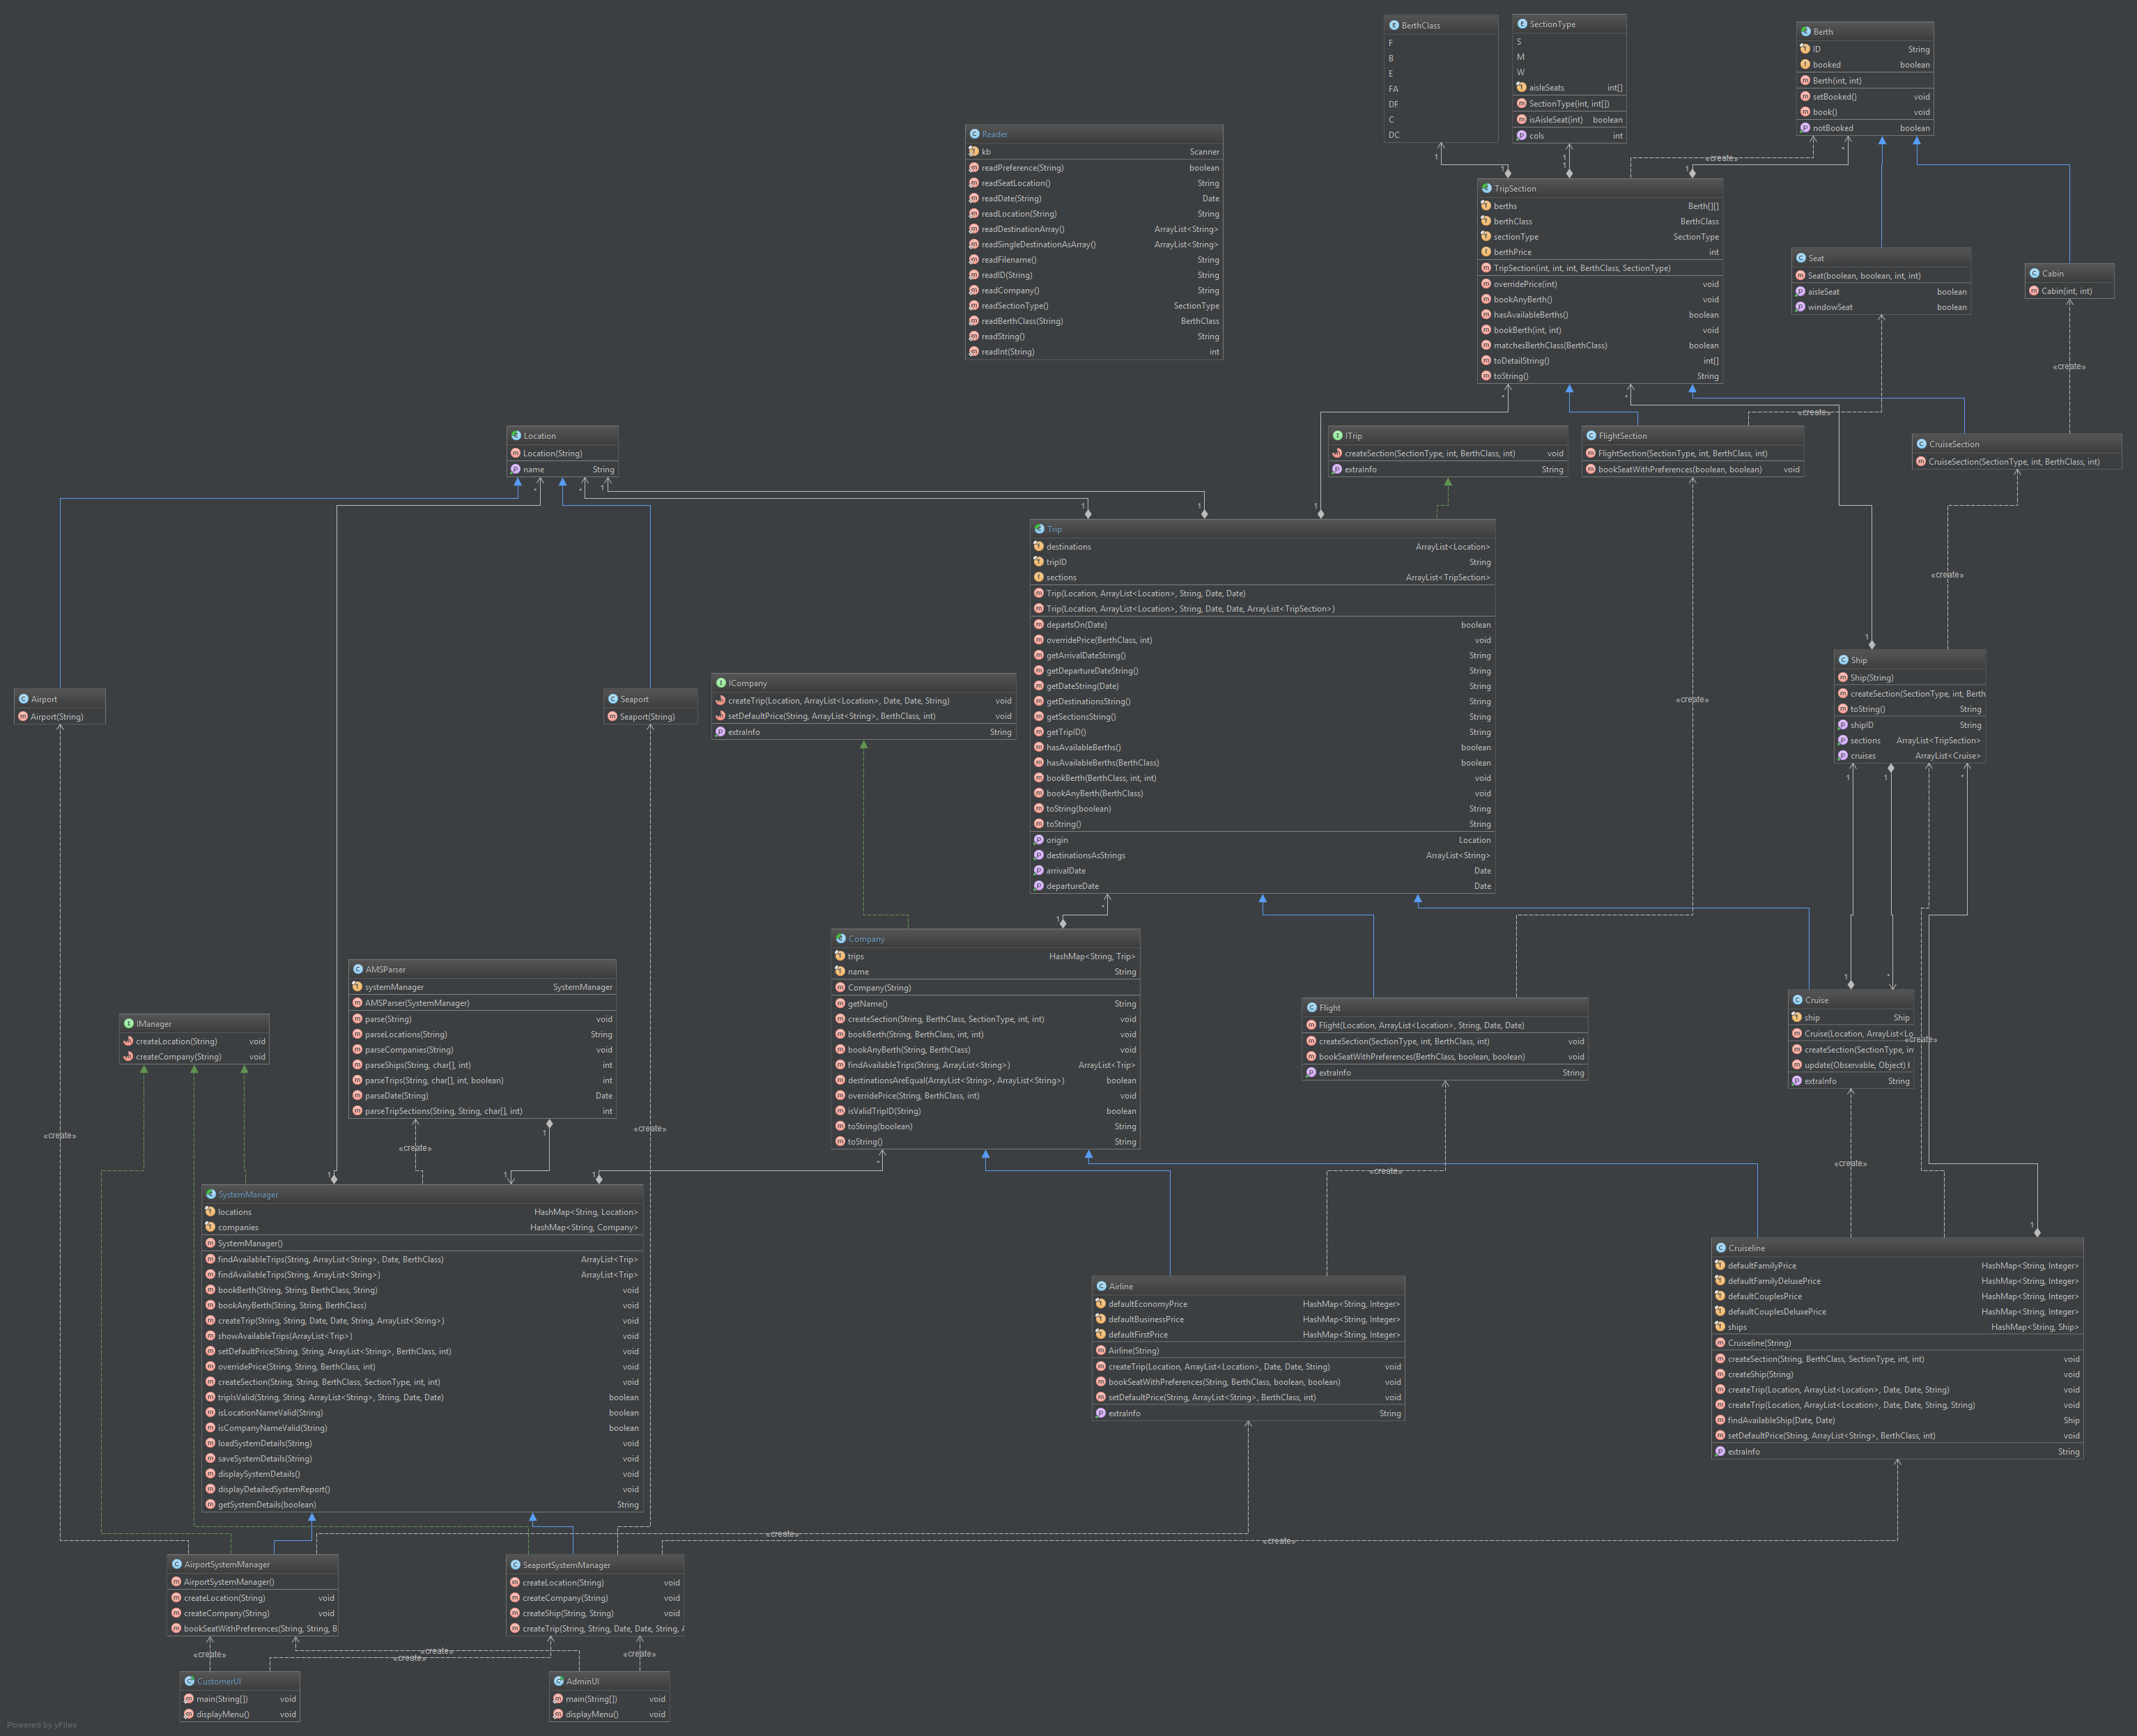 BerthClass
F
B
E
FA
DF
C
DC
SectionType
S
M
W
aisleSeats int[]
SectionType(int, int[])
isAisleSeat(int) boolean
cols int
Berth
ID String
booked boolean
Berth(int, int)
setBooked() void
book() void
notBooked boolean
Reader
kb Scanner
readPreference(String) boolean
readSeatLocation() String
readDate(String) Date
readLocation(String) String
readDestinationArray() ArrayList<String>
readSingleDestinationAsArray() ArrayList<String>
readFilename() String
readID(String) String
readCompany() String
readSectionType() SectionType
readBerthClass(String) BerthClass
readString() String
readInt(String) int
1
1
1
1
1
«create»
*
TripSection
berths Berth[][]
berthClass BerthClass
sectionType SectionType
berthPrice int
TripSection(int, int, int, BerthClass, SectionType)
overridePrice(int) void
bookAnyBerth() void
hasAvailableBerths() boolean
bookBerth(int, int) void
matchesBerthClass(BerthClass) boolean
toDetailString() int[]
toString() String
Seat
Seat(boolean, boolean, int, int)
aisleSeat boolean
windowSeat boolean
Cabin
Cabin(int, int)
«create»
*
*
«create»
Location
Location(String)
name String
ITrip
createSection(SectionType, int, BerthClass, int) void
extraInfo String
FlightSection
FlightSection(SectionType, int, BerthClass, int)
bookSeatWithPreferences(boolean, boolean) void
CruiseSection
CruiseSection(SectionType, int, BerthClass, int)
*
*
1
1
1
1
Trip
destinations ArrayList<Location>
tripID String
sections ArrayList<TripSection>
Trip(Location, ArrayList<Location>, String, Date, Date)
Trip(Location, ArrayList<Location>, String, Date, Date, ArrayList<TripSection>)
departsOn(Date) boolean
overridePrice(BerthClass, int) void
getArrivalDateString() String
getDepartureDateString() String
getDateString(Date) String
getDestinationsString() String
getSectionsString() String
getTripID() String
hasAvailableBerths() boolean
hasAvailableBerths(BerthClass) boolean
bookBerth(BerthClass, int, int) void
bookAnyBerth(BerthClass) void
toString(boolean) String
toString() String
origin Location
destinationsAsStrings ArrayList<String>
arrivalDate Date
departureDate Date
«create»
1
Ship
Ship(String)
createSection(SectionType, int, Berth
toString() String
shipID String
sections ArrayList<TripSection>
cruises ArrayList<Cruise>
Airport
Airport(String)
Seaport
Seaport(String)
ICompany
createTrip(Location, ArrayList<Location>, Date, Date, String) void
setDefaultPrice(String, ArrayList<String>, BerthClass, int) void
extraInfo String
«create»
1
1
*
*
1
Company
trips HashMap<String, Trip>
name String
Company(String)
getName() String
createSection(String, BerthClass, SectionType, int, int) void
bookBerth(String, BerthClass, int, int) void
bookAnyBerth(String, BerthClass) void
findAvailableTrips(String, ArrayList<String>) ArrayList<Trip>
destinationsAreEqual(ArrayList<String>, ArrayList<String>) boolean
overridePrice(String, BerthClass, int) void
isValidTripID(String) boolean
toString(boolean) String
toString() String
AMSParser
systemManager SystemManager
AMSParser(SystemManager)
parse(String) void
parseLocations(String) String
parseCompanies(String) void
parseShips(String, char[], int) int
parseTrips(String, char[], int, boolean) int
parseDate(String) Date
parseTripSections(String, String, char[], int) int
IManager
createLocation(String) void
createCompany(String) void
Flight
Flight(Location, ArrayList<Location>, String, Date, Date)
createSection(SectionType, int, BerthClass, int) void
bookSeatWithPreferences(BerthClass, boolean, boolean) void
extraInfo String
1
*
Cruise
ship Ship
Cruise(Location, ArrayList<Lo
createSection(SectionType, in
update(Observable, Object) l
extraInfo String
«create»
«create»
«create»
«create»
1
1
1
1
*
«create»
«create»
1
SystemManager
locations HashMap<String, Location>
companies HashMap<String, Company>
SystemManager()
findAvailableTrips(String, ArrayList<String>, Date, BerthClass) ArrayList<Trip>
findAvailableTrips(String, ArrayList<String>) ArrayList<Trip>
bookBerth(String, String, BerthClass, String) void
bookAnyBerth(String, String, BerthClass) void
createTrip(String, String, Date, Date, String, ArrayList<String>) void
showAvailableTrips(ArrayList<Trip>) void
setDefaultPrice(String, String, ArrayList<String>, BerthClass, int) void
overridePrice(String, String, BerthClass, int) void
createSection(String, String, BerthClass, SectionType, int, int) void
tripIsValid(String, String, ArrayList<String>, String, Date, Date) boolean
isLocationNameValid(String) boolean
isCompanyNameValid(String) boolean
loadSystemDetails(String) void
saveSystemDetails(String) void
displaySystemDetails() void
displayDetailedSystemReport() void
getSystemDetails(boolean) String
Airline
defaultEconomyPrice HashMap<String, Integer>
defaultBusinessPrice HashMap<String, Integer>
defaultFirstPrice HashMap<String, Integer>
Airline(String)
createTrip(Location, ArrayList<Location>, Date, Date, String) void
bookSeatWithPreferences(String, BerthClass, boolean, boolean) void
setDefaultPrice(String, ArrayList<String>, BerthClass, int) void
extraInfo String
Cruiseline
defaultFamilyPrice HashMap<String, Integer>
defaultFamilyDeluxePrice HashMap<String, Integer>
defaultCouplesPrice HashMap<String, Integer>
defaultCouplesDeluxePrice HashMap<String, Integer>
ships HashMap<String, Ship>
Cruiseline(String)
createSection(String, BerthClass, SectionType, int, int) void
createShip(String) void
createTrip(Location, ArrayList<Location>, Date, Date, String) void
createTrip(Location, ArrayList<Location>, Date, Date, String, String) void
findAvailableShip(Date, Date) Ship
setDefaultPrice(String, ArrayList<String>, BerthClass, int) void
extraInfo String
«create»
«create»
AirportSystemManager
AirportSystemManager()
createLocation(String) void
createCompany(String) void
bookSeatWithPreferences(String, String, B
SeaportSystemManager
createLocation(String) void
createCompany(String) void
createShip(String, String) void
createTrip(String, String, Date, Date, String, A
«create»
«create»
«create»
«create»
CustomerUI
main(String[]) void
displayMenu() void
AdminUI
main(String[]) void
displayMenu() void
Powered by yFiles